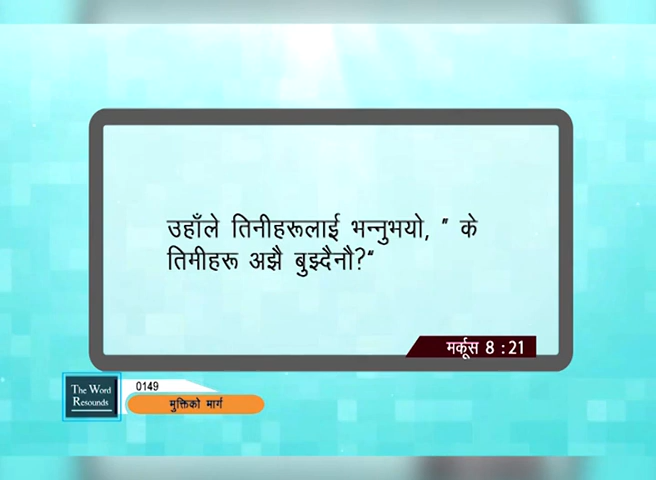 उहाँले तिनीहरूलाई भन्नुभयो, " के
तिमीहरू अझै बुझ्दैनौ?"
मर्कूस 8 :21
The Word
Resounds
0149
मुक्तिको मार्ग